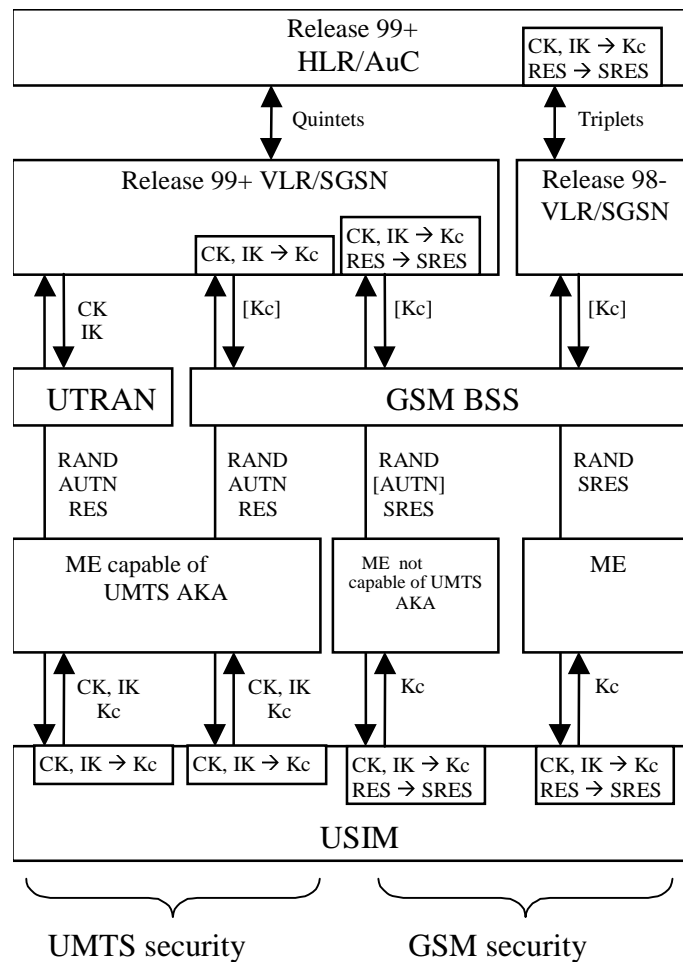 Release 99+
HLR/AuC
CK, IK → Kc
RES → SRES
Quintets
Triplets
Release 99+ VLR/SGSN
CK, IK → Kc
CK, IK → Kc
RES → SRES
Release 98-
VLR/SGSN
CK
IK
[Kc]
[Kc]
[Kc]
UTRAN
GSM BSS
RAND
AUTN
RES
RAND
AUTN
RES
RAND
[AUTN]
SRES
RAND
SRES
ME capable of
UMTS AKA
ME not
capable of UMTS
AKA
ME
CK, IK
Kc
CK, IK
Kc
Kc
Kc
CK, IK → Kc
CK, IK → Kc
CK, IK → Kc
RES → SRES
CK, IK → Kc
RES → SRES
USIM
UMTS security
GSM security